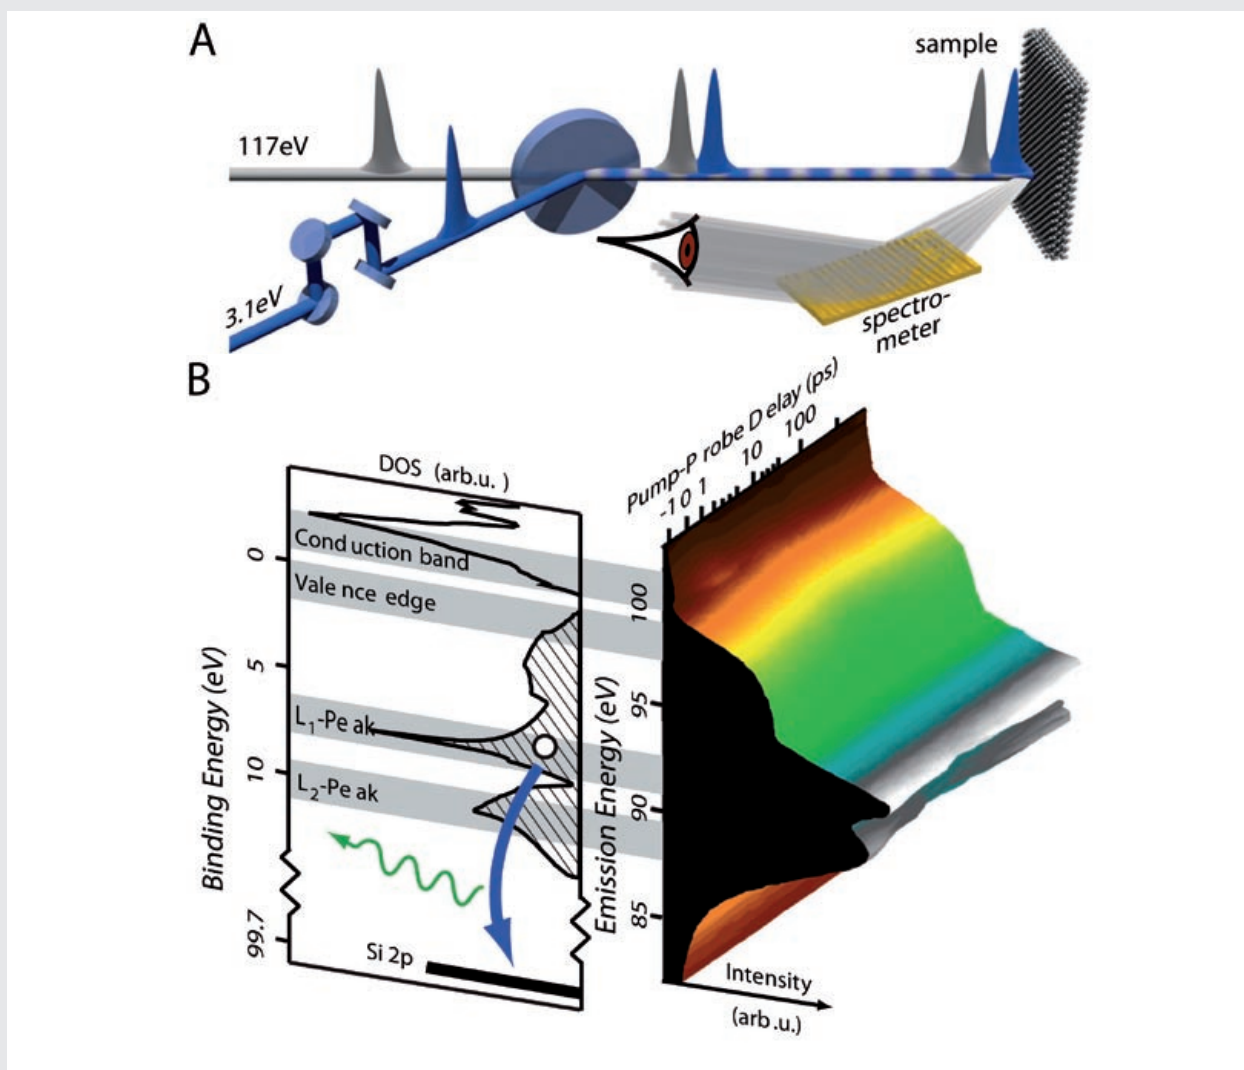 A
sample
117eV
3.1eV
spectro-
meter
B
Pump-P robe D elay (ps)
-1 0 1 10 100
DOS (arb.u. )
Conduction band
Vale nce edge
L1-Pe ak
L2-Pe ak
Si 2p
Binding Energy (eV)
0
5
10
99.7
Emission Energy (eV)
100
95
90
85
Intensity
(arb .u.)